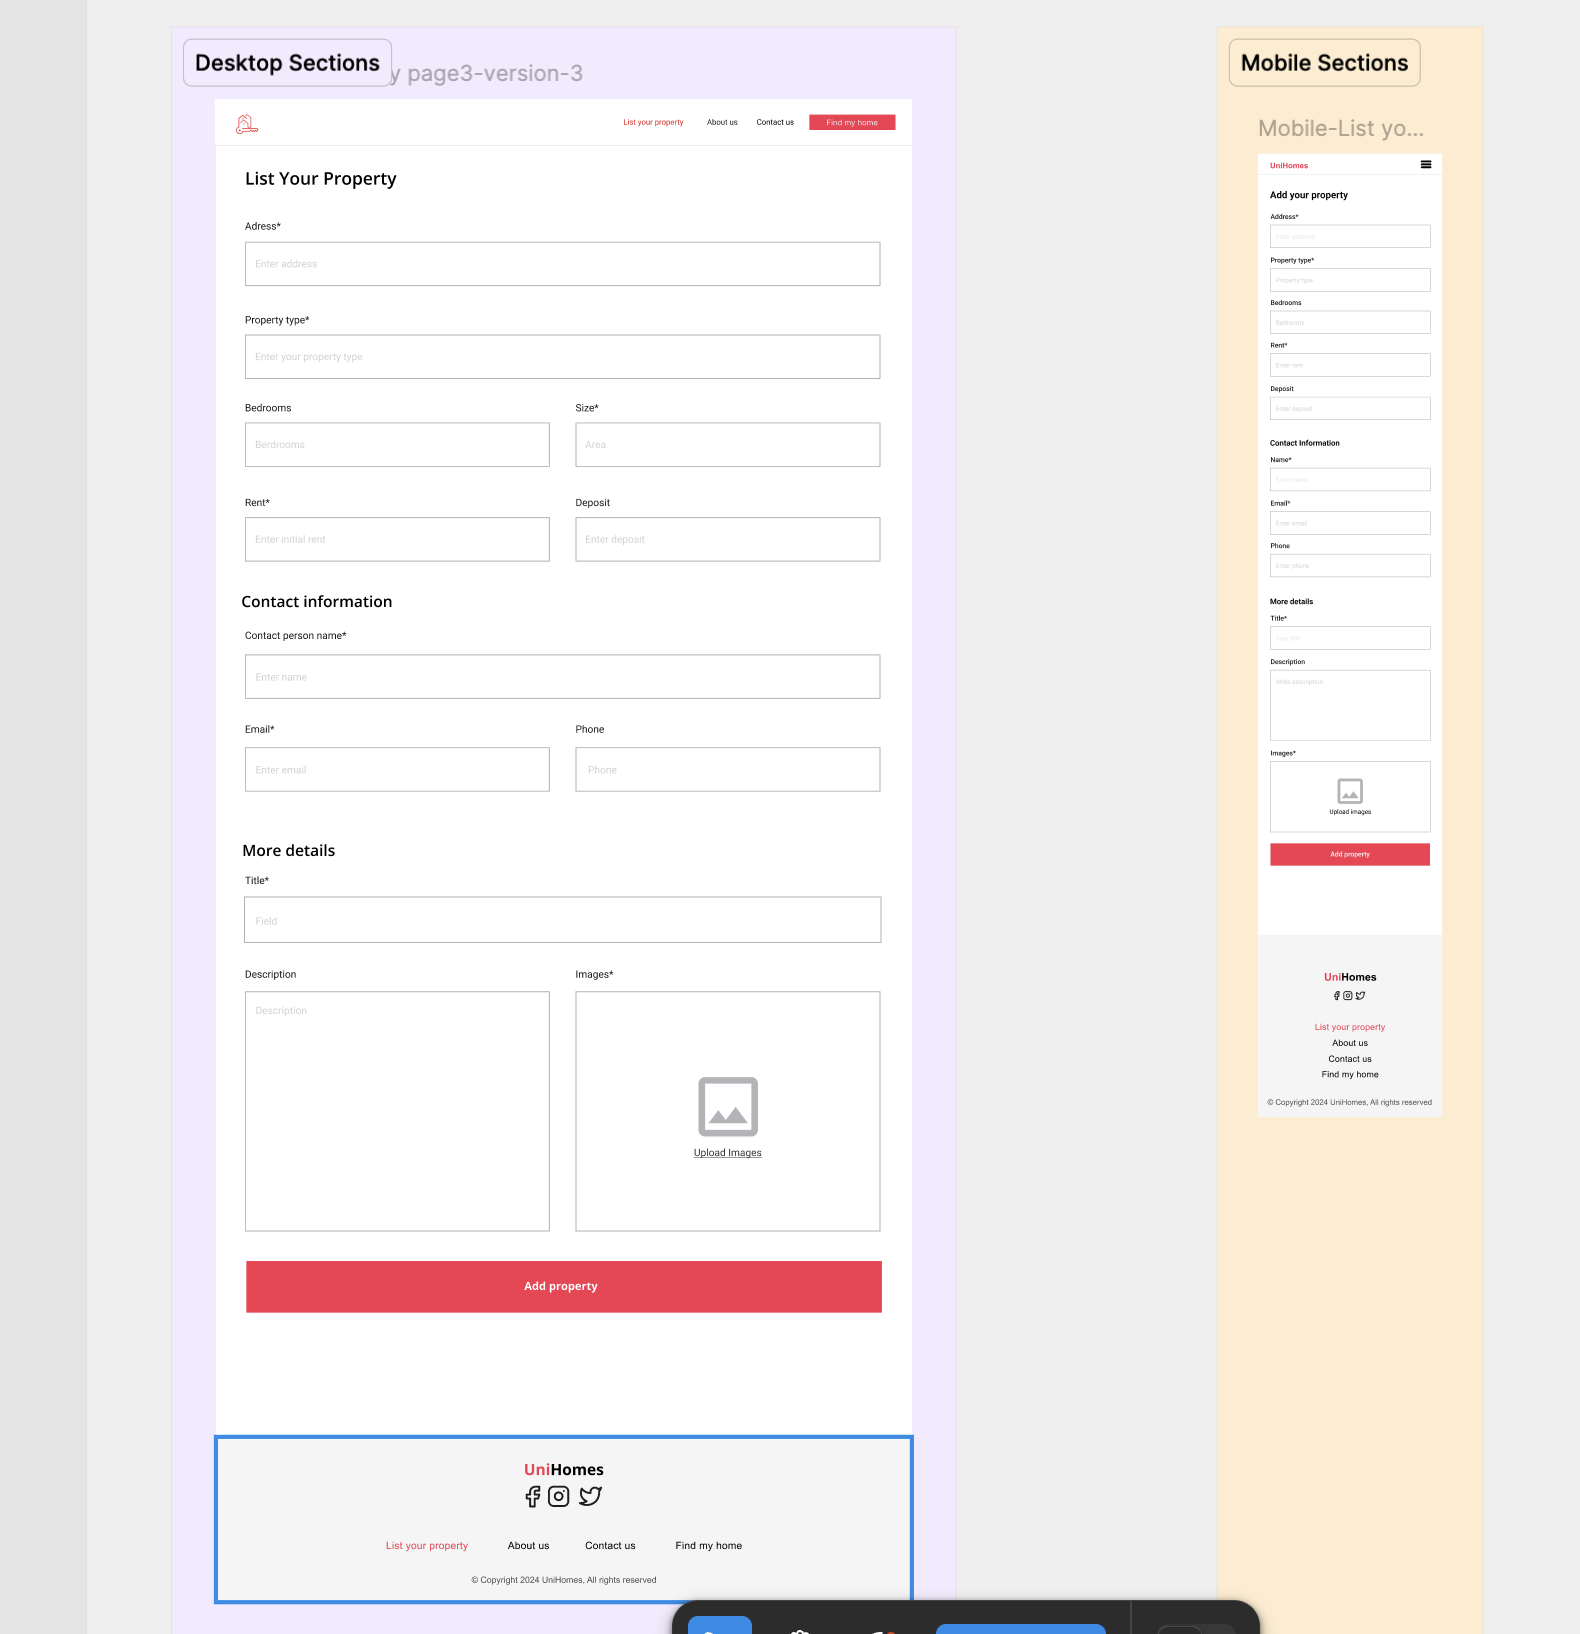 Desktop Sections
y page3-version-3
List your property
About us
Contact us
Find my home
List Your Property
Adress*
Enter address
Property type*
Enter your property type
Bedrooms
Size*
Berdrooms
Area
Rent*
Deposit
Enter initial rent
Enter deposit
Contact information
Contact person name*
Enter name
Email*
Phone
Enter email
Phone
More details
Title*
Field
Description
Images*
Description
Upload Images
Add property
UniHomes
List your property
About us
Contact us
Find my home
© Copyright 2024 UniHomes, All rights reserved
Mobile Sections
Mobile-List yo...
UniHomes
Add your property
Address*
Enter address
Property type*
Property type
Bedrooms
Bedrooms
Rent*
Enter rent
Deposit
Enter deposit
Contact Information
Name*
Enter name
Email*
Enter email
Phone
Enter phone
More details
Title*
Description
Write description
Images*
Upload images
Add property
UniHomes
List your property
About us
Contact us
Find my home
© Copyright 2024 UniHomes, All rights reserved